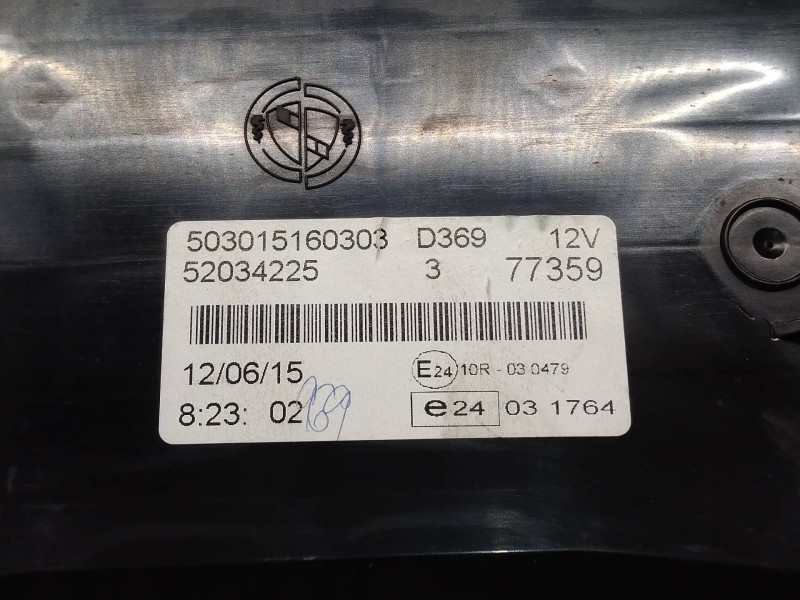 503015160303 D369 12V
52034225 3 77359
12/06/15 E24 10R - 03 0479
8:23: 02 e24 03 1764